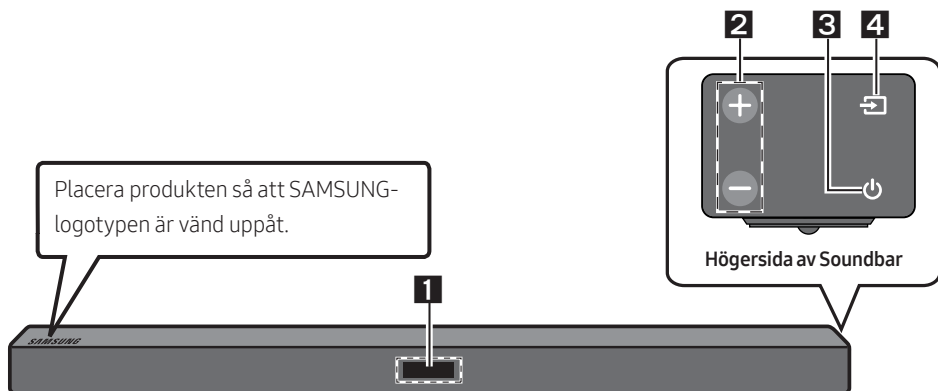 2
3
4
Placera produkten så att SAMSUNG-
logotypen är vänd uppåt.
Högersida av Soundbar
1
SAMSUNG